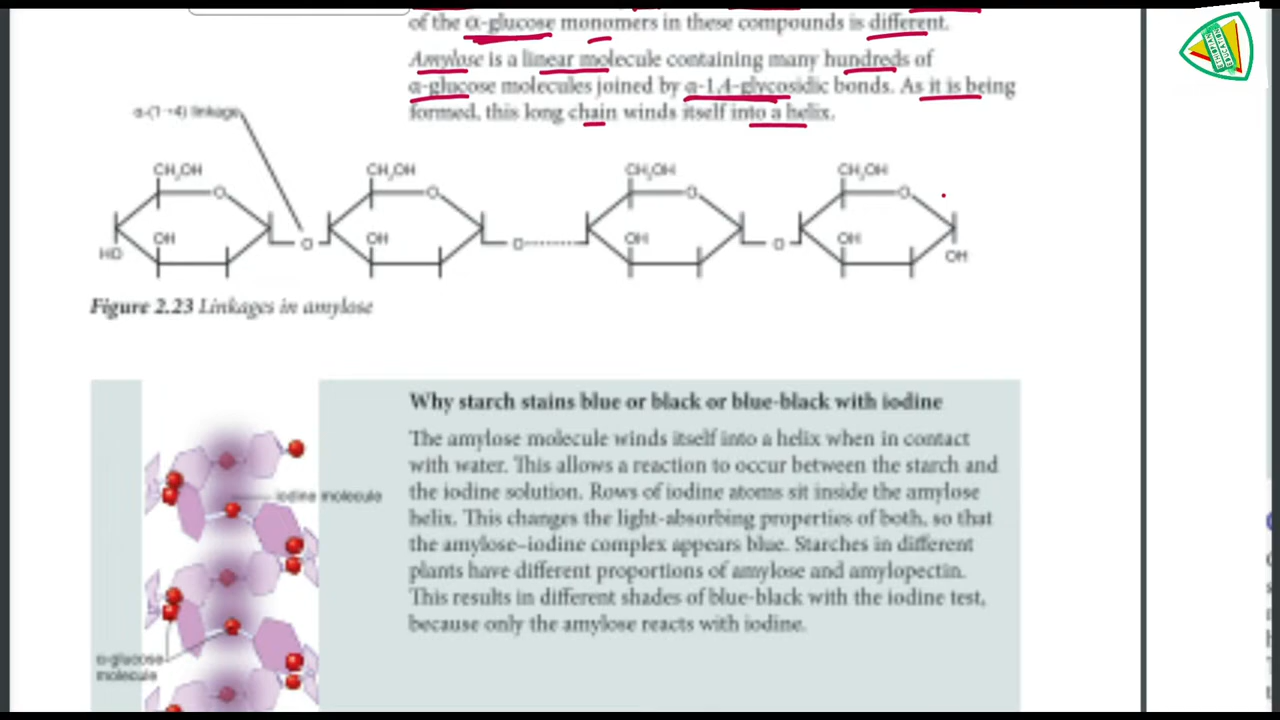 of the α-glucose monomers in these compounds is different.
Amylose is a linear molecule containing many hundreds of
α-glucose molecules joined by α-1,4-glycosidic bonds. As it is being
formed, this long chain winds itself into a helix.
α-(1→4) linkage
CH₂OH CH₂OH CH₂OH CH₂OH
O O O O
OH OH OH OH
HO O O O OH
Figure 2.23 Linkages in amylose
Why starch stains blue or black or blue-black with iodine
The amylose molecule winds itself into a helix when in contact
with water. This allows a reaction to occur between the starch and
the iodine solution. Rows of iodine atoms sit inside the amylose
helix. This changes the light-absorbing properties of both, so that
the amylose–iodine complex appears blue. Starches in different
plants have different proportions of amylose and amylopectin.
This results in different shades of blue-black with the iodine test,
because only the amylose reacts with iodine.
iodine molecule
α-glucose
molecule